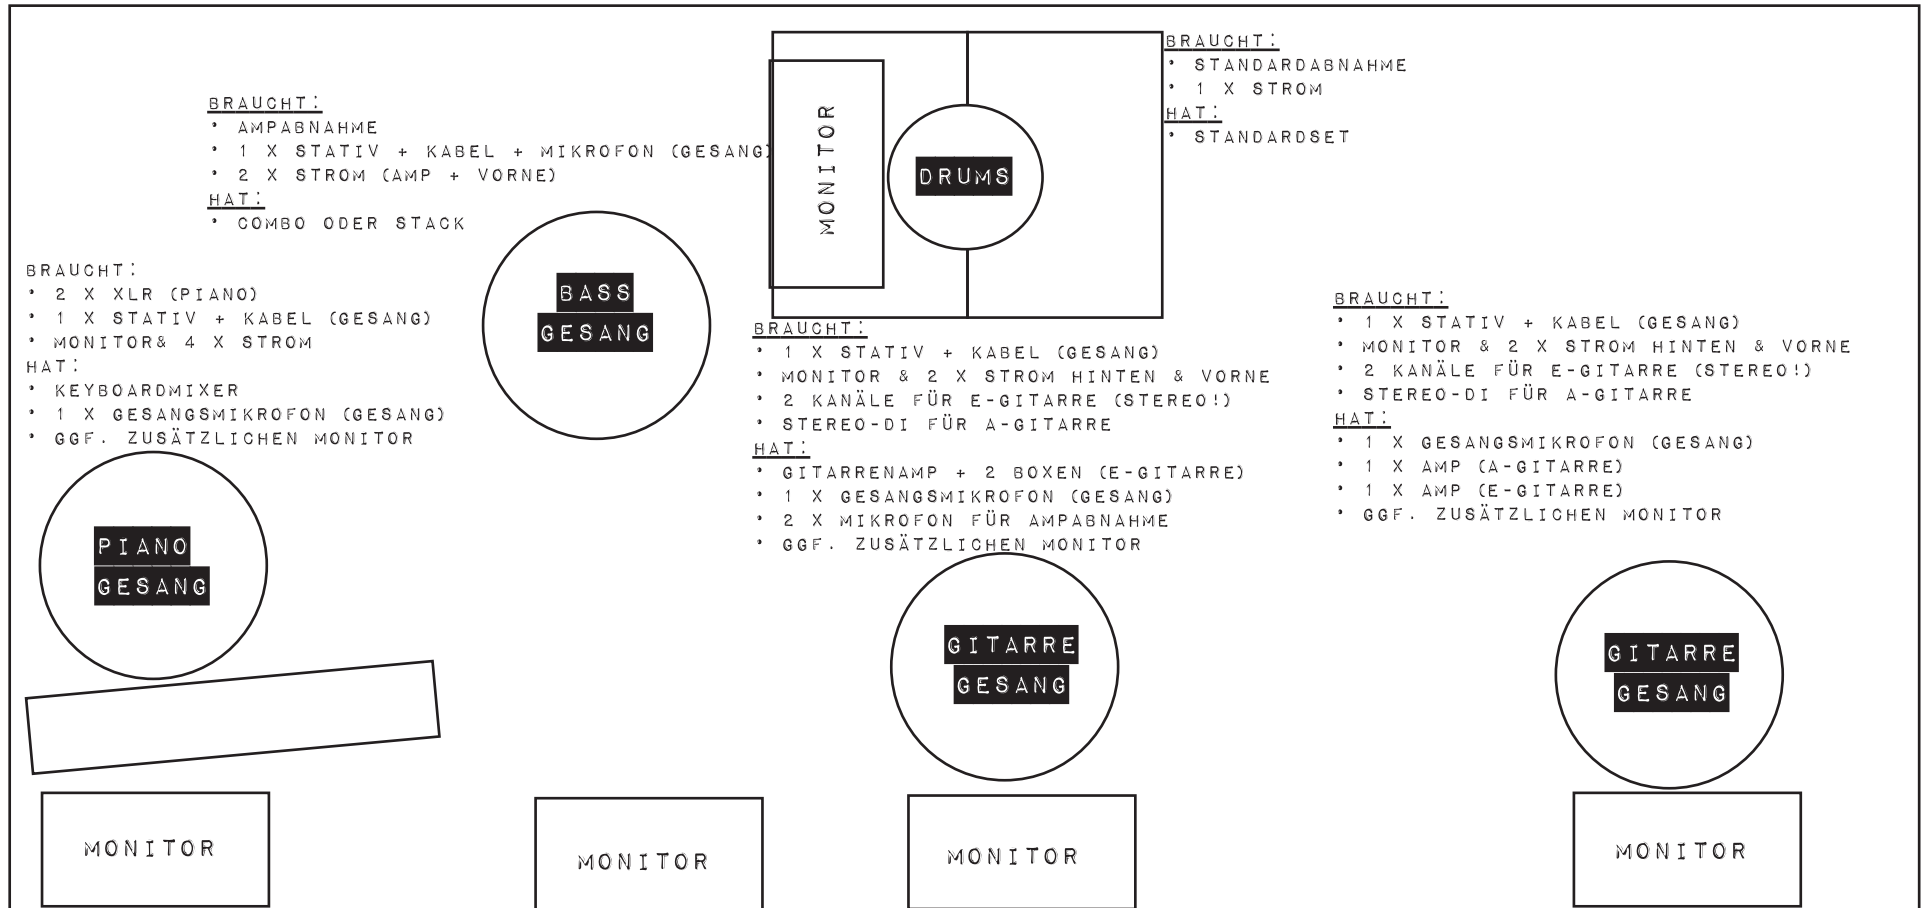 BRAUCHT:
• STANDARDABNAHME
• 1 X STROM
HAT:
• STANDARDSET
MONITOR
DRUMS
BRAUCHT:
• AMPABNAHME
• 1 X STATIV + KABEL + MIKROFON (GESANG)
• 2 X STROM (AMP + VORNE)
HAT:
• COMBO ODER STACK
BASS
GESANG
BRAUCHT:
• 2 X XLR (PIANO)
• 1 X STATIV + KABEL (GESANG)
• MONITOR& 4 X STROM
HAT:
• KEYBOARDMIXER
• 1 X GESANGSMIKROFON (GESANG)
• GGF. ZUSÄTZLICHEN MONITOR
PIANO
GESANG
BRAUCHT:
• 1 X STATIV + KABEL (GESANG)
• MONITOR & 2 X STROM HINTEN & VORNE
• 2 KANÄLE FÜR E-GITARRE (STEREO!)
• STEREO-DI FÜR A-GITARRE
HAT:
• GITARRENAMP + 2 BOXEN (E-GITARRE)
• 1 X GESANGSMIKROFON (GESANG)
• 2 X MIKROFON FÜR AMPABNAHME
• GGF. ZUSÄTZLICHEN MONITOR
GITARRE
GESANG
BRAUCHT:
• 1 X STATIV + KABEL (GESANG)
• MONITOR & 2 X STROM HINTEN & VORNE
• 2 KANÄLE FÜR E-GITARRE (STEREO!)
• STEREO-DI FÜR A-GITARRE
HAT:
• 1 X GESANGSMIKROFON (GESANG)
• 1 X AMP (A-GITARRE)
• 1 X AMP (E-GITARRE)
• GGF. ZUSÄTZLICHEN MONITOR
GITARRE
GESANG
MONITOR
MONITOR
MONITOR
MONITOR